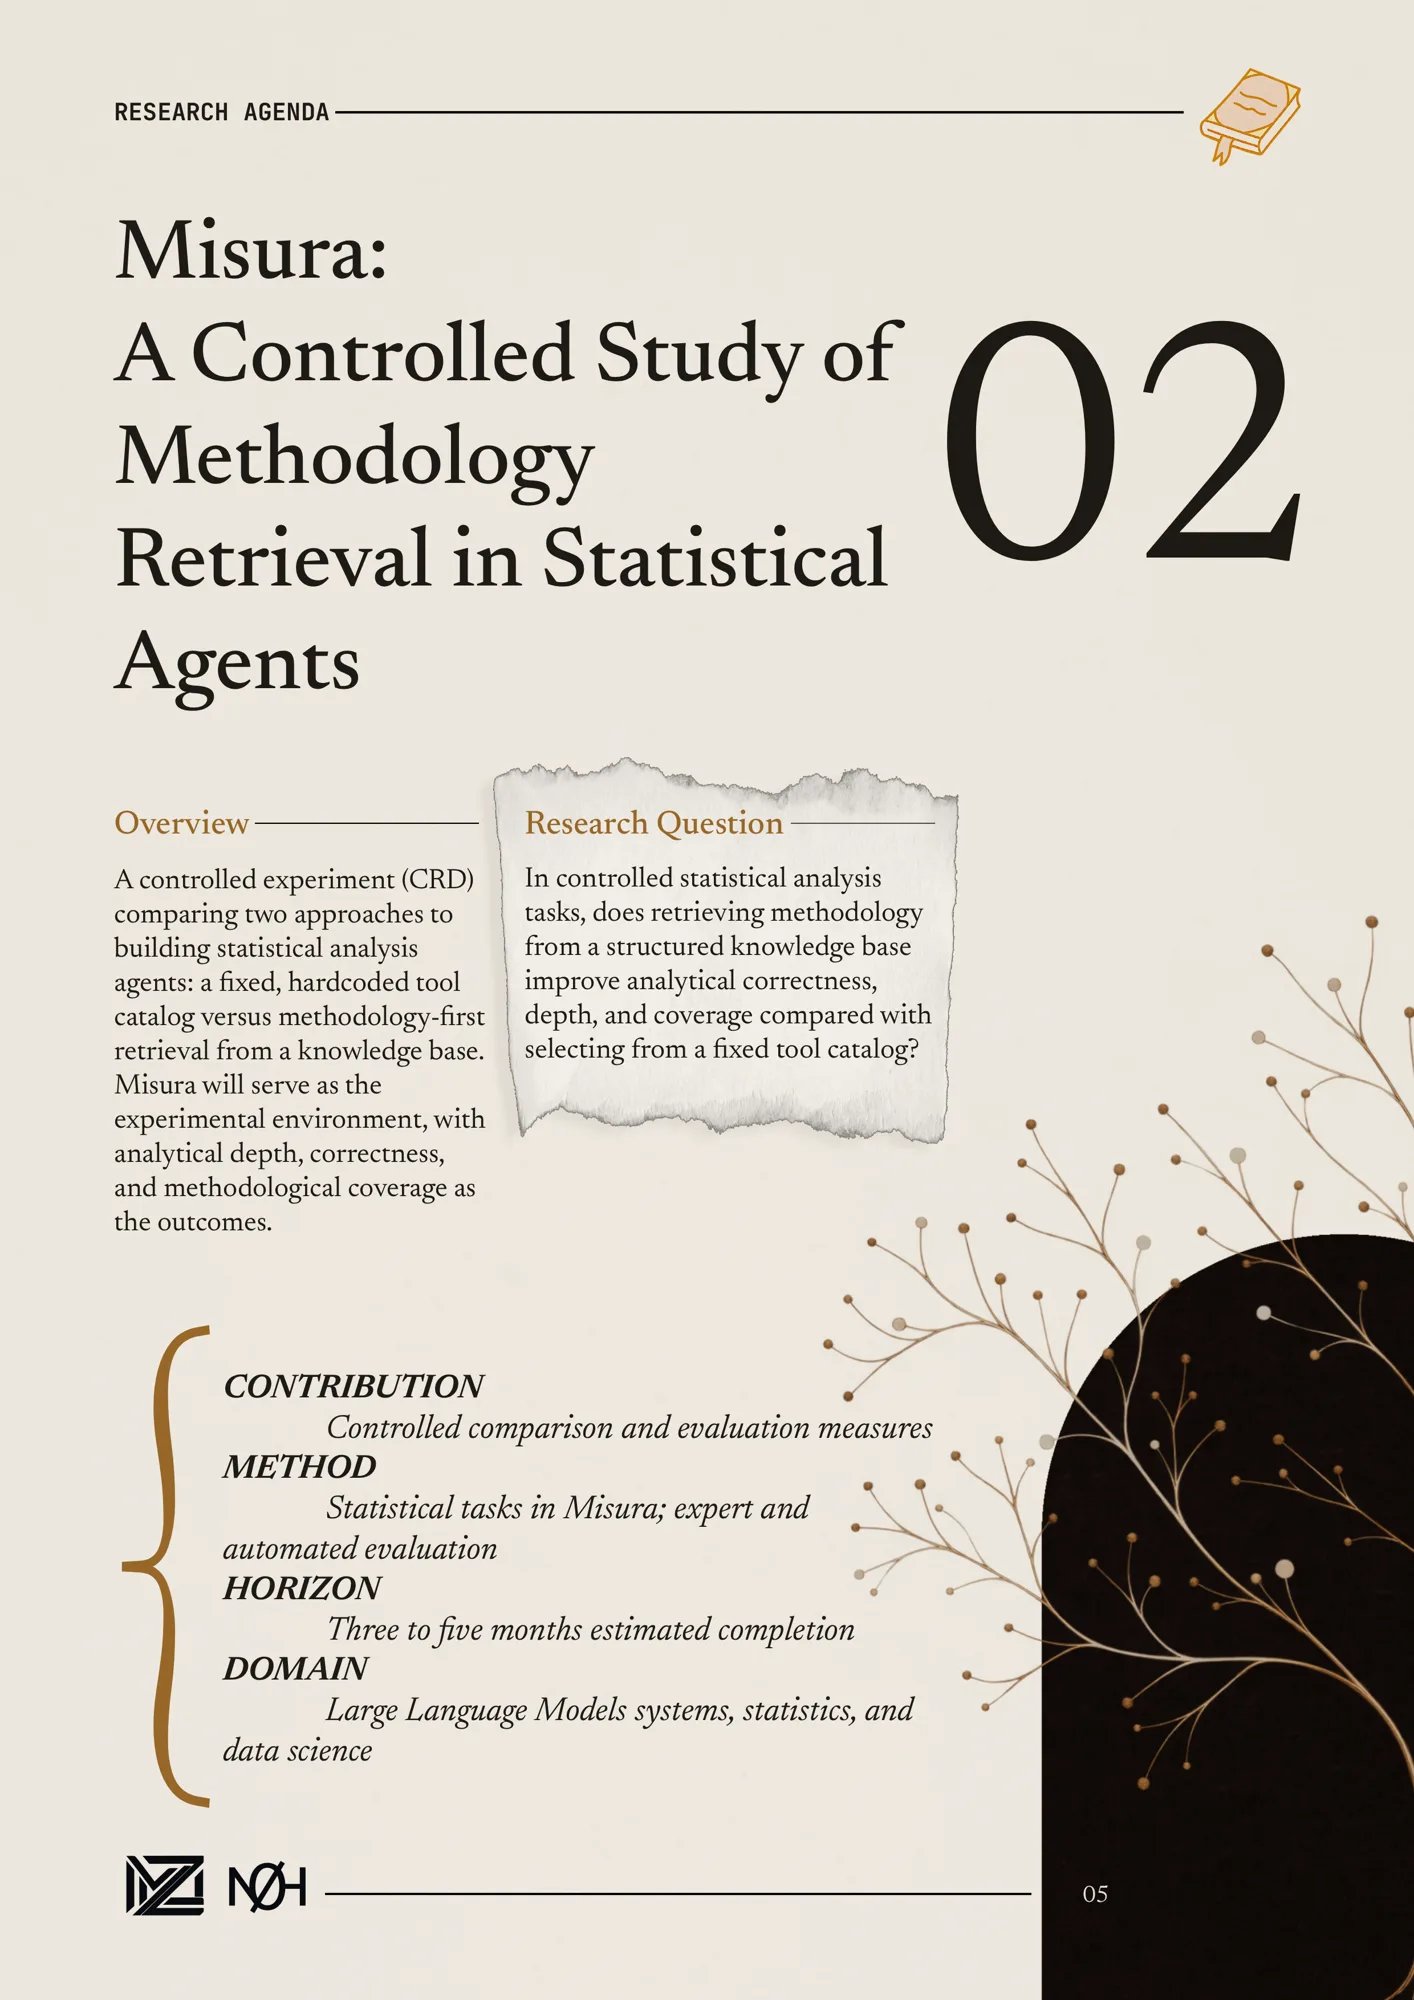 RESEARCH AGENDA
Misura:
A Controlled Study of
Methodology
Retrieval in Statistical
Agents
02
Overview
A controlled experiment (CRD)
comparing two approaches to
building statistical analysis
agents: a fixed, hardcoded tool
catalog versus methodology-first
retrieval from a knowledge base.
Misura will serve as the
experimental environment, with
analytical depth, correctness,
and methodological coverage as
the outcomes.
Research Question
In controlled statistical analysis
tasks, does retrieving methodology
from a structured knowledge base
improve analytical correctness,
depth, and coverage compared with
selecting from a fixed tool catalog?
CONTRIBUTION
Controlled comparison and evaluation measures
METHOD
Statistical tasks in Misura; expert and
automated evaluation
HORIZON
Three to five months estimated completion
DOMAIN
Large Language Models systems, statistics, and
data science
NØH
05